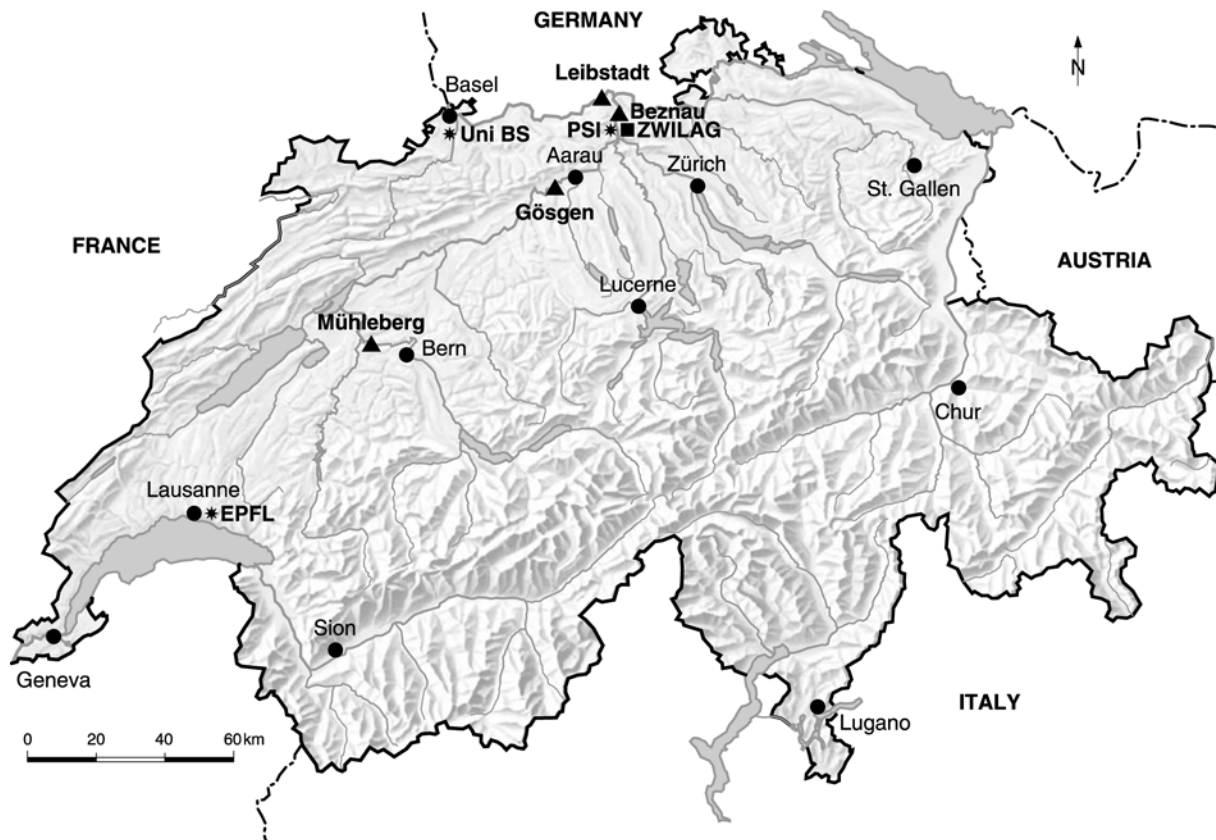 GERMANY
N
Leibstadt
Basel
Beznau
Uni BS
PSI
ZWILAG
Aarau
Zürich
St. Gallen
Gösgen
FRANCE
AUSTRIA
Lucerne
Mühleberg
Bern
Chur
Lausanne
EPFL
Sion
Geneva
ITALY
Lugano
0 20 40 60 km